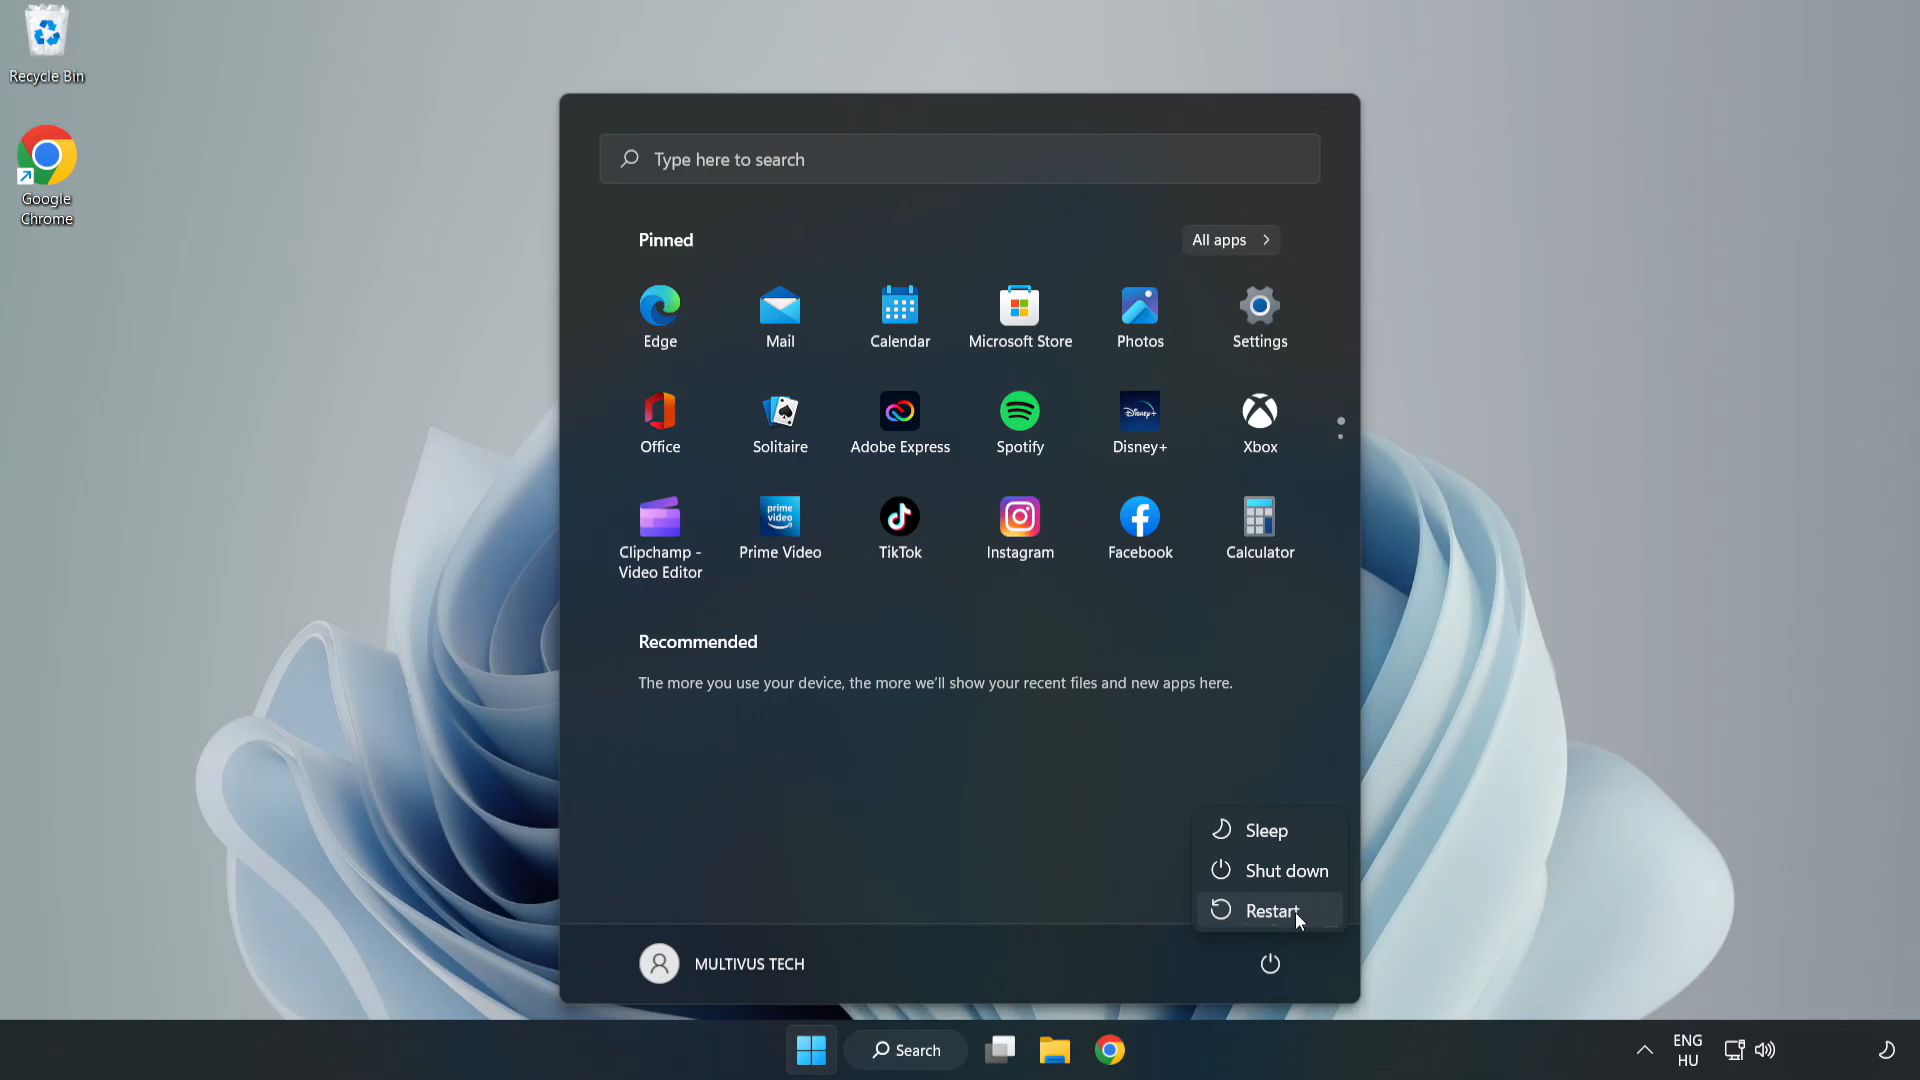 Recycle Bin
Google
Chrome
Type here to search
Pinned
All apps
Edge
Mail
Calendar
Microsoft Store
Photos
Settings
Office
Solitaire
Adobe Express
Disney+
Spotify
Disney+
Xbox
prime
video
Clipchamp -
Video Editor
Prime Video
TikTok
Instagram
Facebook
Calculator
Recommended
The more you use your device, the more we'll show your recent files and new apps here.
Sleep
Shut down
Restart
MULTIVUS TECH
Search
ENG
HU